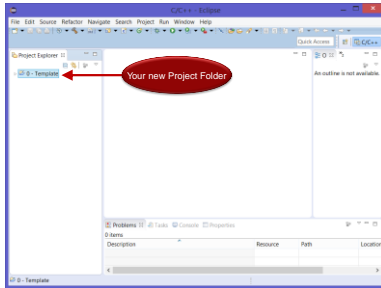 C/C++ - Eclipse
File Edit Source Refactor Navigate Search Project Run Window Help
Quick Access
C/C++
Project Explorer
0 - Template
Your new Project Folder
An outline is not available.
Problems Tasks Console Properties
0 items
Description Resource Path Location
0 - Template